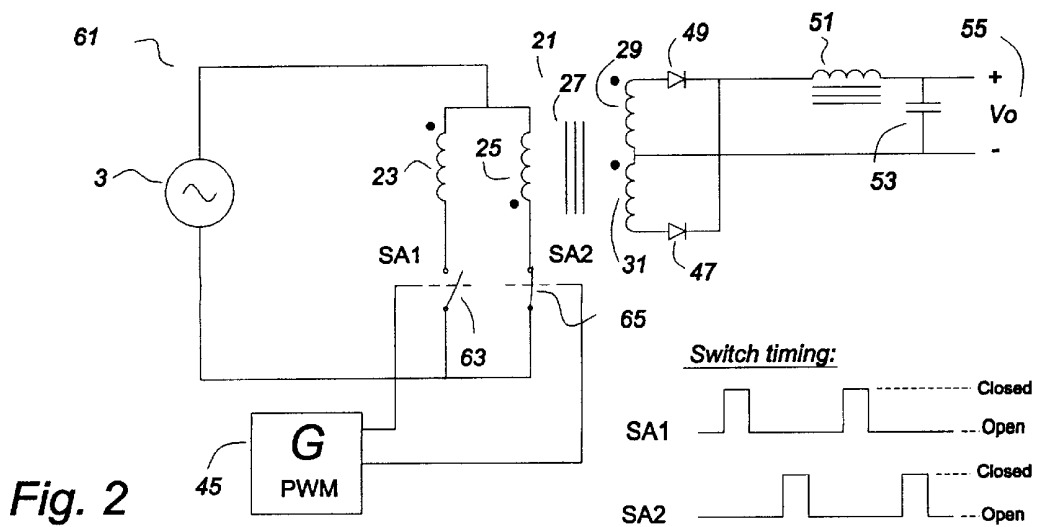 61
21
29
49
51
55
27
+
Vo
-
3
23
25
53
SA1
SA2
31
47
63
65
Switch timing:
Closed
SA1
Open
45
G
PWM
Closed
SA2
Open
Fig. 2